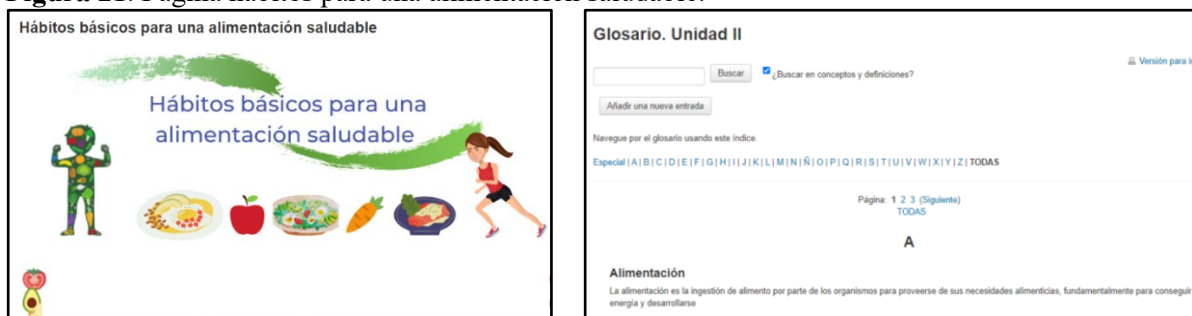 Hábitos básicos para una alimentación saludable
Hábitos básicos para una
alimentación saludable
Glosario. Unidad II
Versión para
Buscar
¿Buscar en conceptos y definiciones?
Añadir una nueva entrada
Navegue por el glosario usando este índice.
Especial | A | B | C | D | E | F | G | H | I | J | K | L | M | N | Ñ | O | P | Q | R | S | T | U | V | W | X | Y | Z | TODAS
Página: 1 2 3 (Siguiente)
TODAS
A
Alimentación
La alimentación es la ingestión de alimento por parte de los organismos para proveerse de sus necesidades alimenticias, fundamentalmente para conseguir
energía y desarrollarse